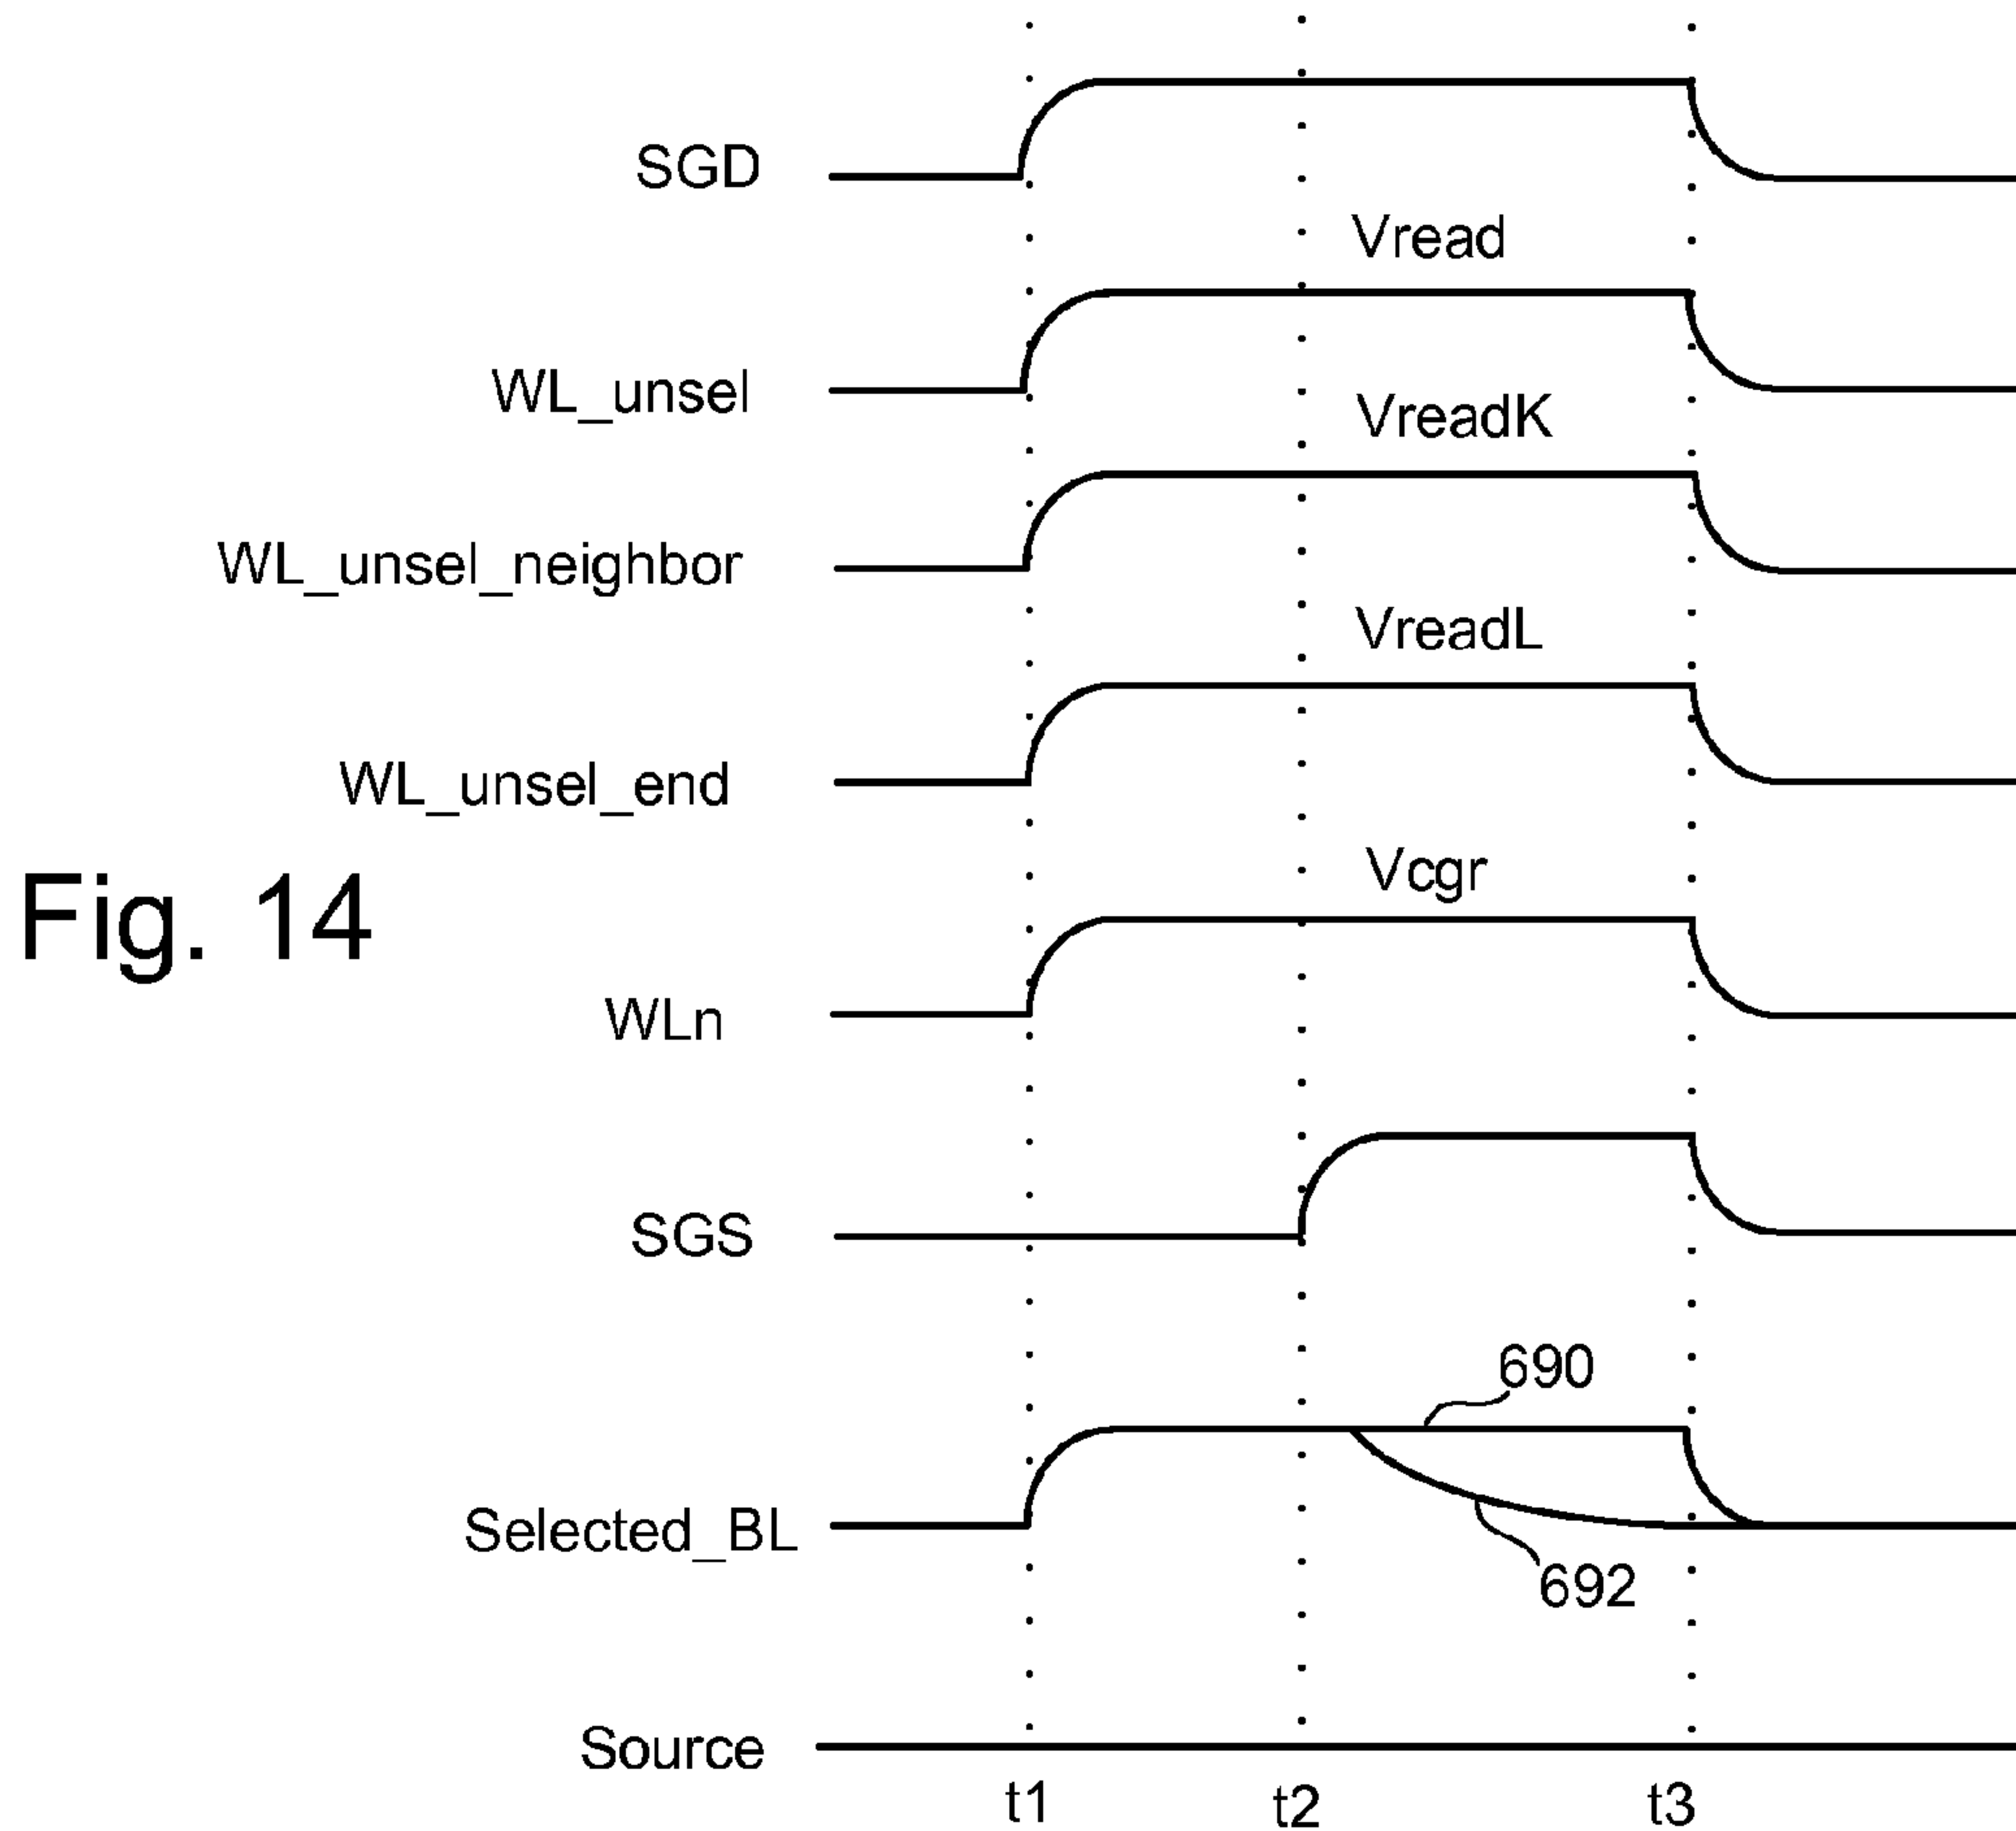 SGD
Vread
WL_unsel
VreadK
WL_unsel_neighbor
VreadL
WL_unsel_end
Vcgr
Fig. 14
WLn
SGS
690
Selected_BL
692
Source
t1 t2 t3